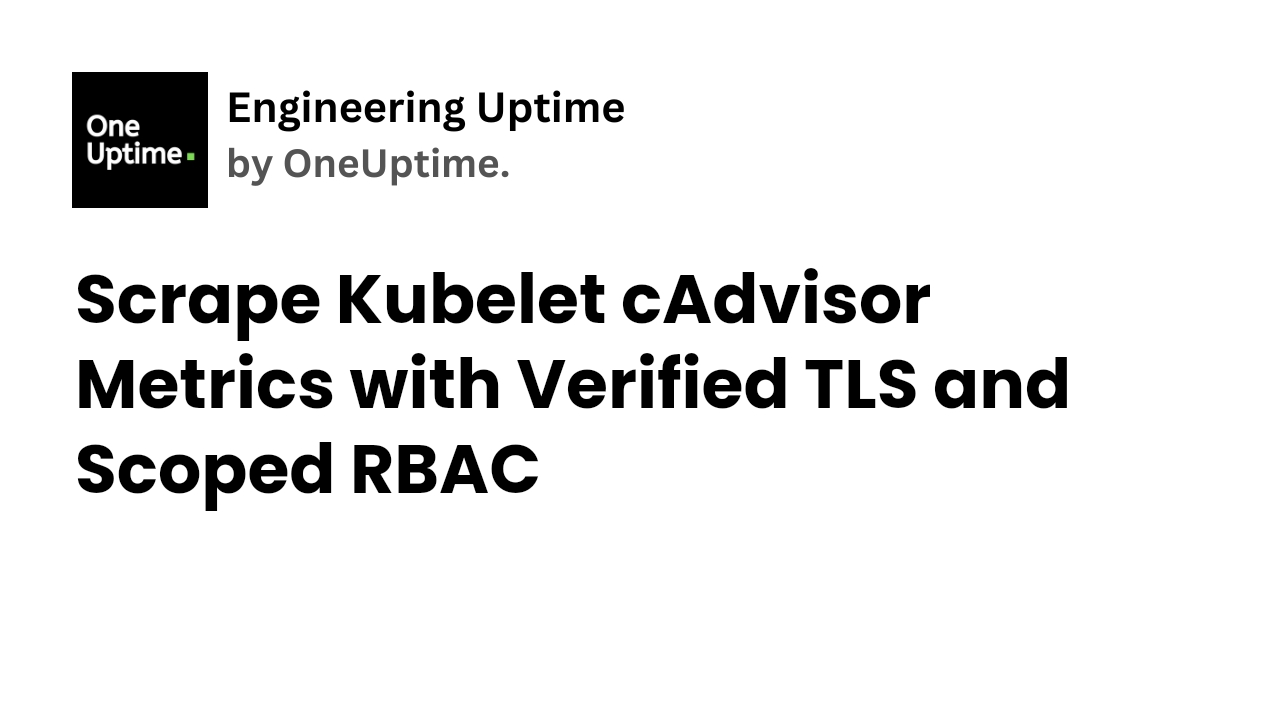 One
Uptime
Engineering Uptime
by OneUptime.
Scrape Kubelet cAdvisor
Metrics with Verified TLS and
Scoped RBAC